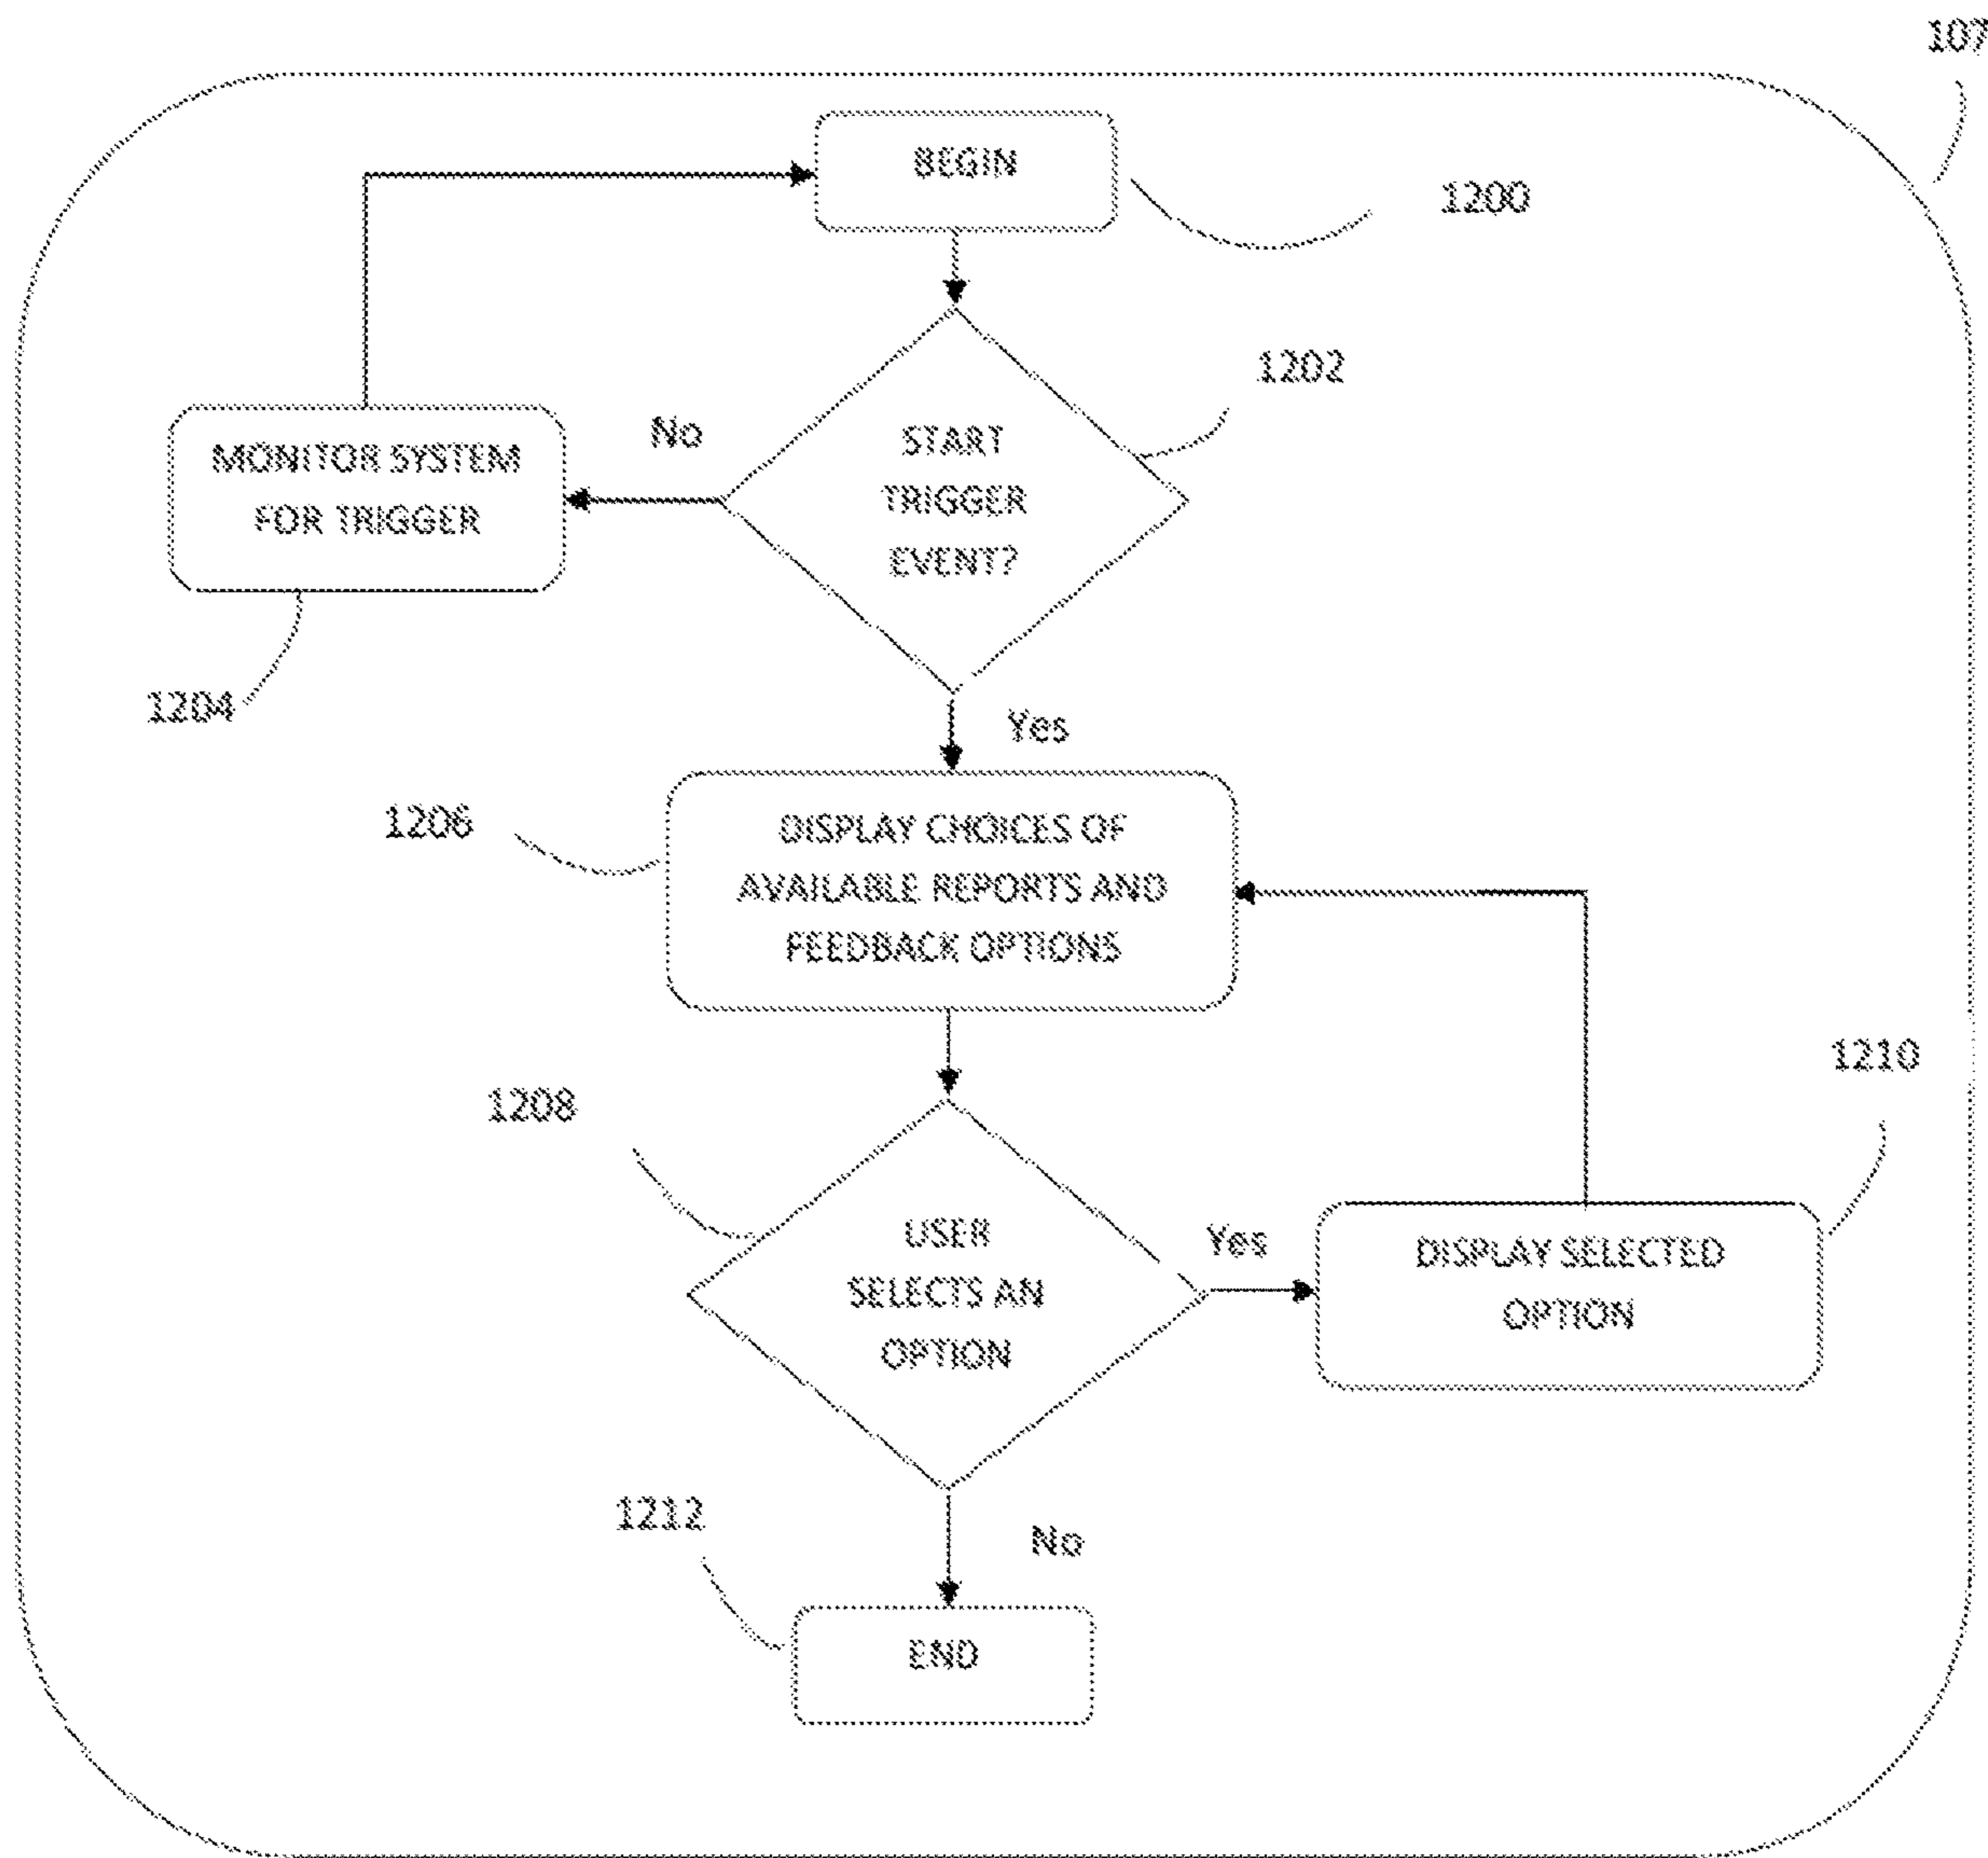 107
BEGIN
1200
1202
START
TRIGGER
EVENT?
No
MONITOR SYSTEM
FOR TRIGGER
1204
Yes
1206
DISPLAY CHOICES OF
AVAILABLE REPORTS AND
FEEDBACK OPTIONS
1210
1208
USER
SELECTS AN
OPTION
Yes
DISPLAY SELECTED
OPTION
1212
No
END